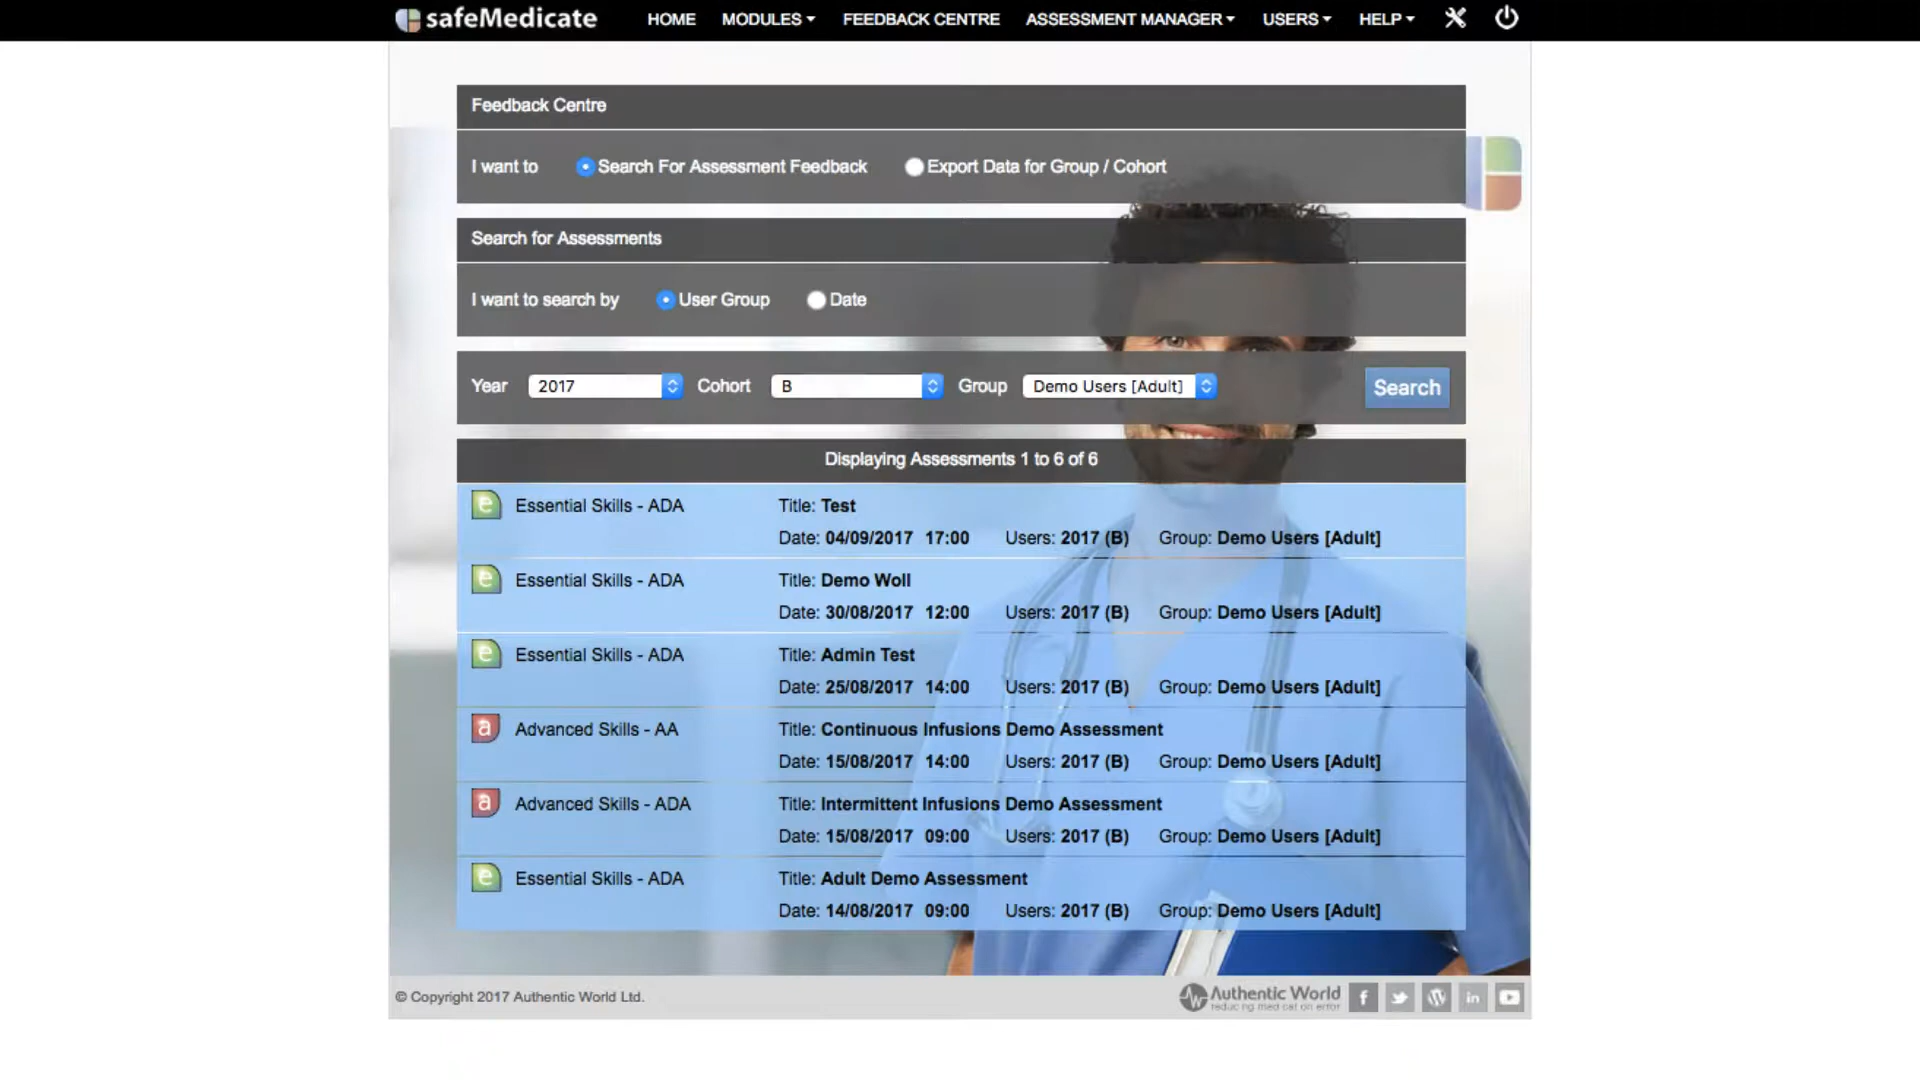 safeMedicate HOME MODULES FEEDBACK CENTRE ASSESSMENT MANAGER USERS HELP
Feedback Centre
I want to Search For Assessment Feedback Export Data for Group / Cohort
Search for Assessments
I want to search by User Group Date
Year 2017 Cohort B Group Demo Users [Adult] Search
Displaying Assessments 1 to 6 of 6
e Essential Skills - ADA Title: Test
Date: 04/09/2017 17:00 Users: 2017 (B) Group: Demo Users [Adult]
e Essential Skills - ADA Title: Demo Woll
Date: 30/08/2017 12:00 Users: 2017 (B) Group: Demo Users [Adult]
e Essential Skills - ADA Title: Admin Test
Date: 25/08/2017 14:00 Users: 2017 (B) Group: Demo Users [Adult]
a Advanced Skills - AA Title: Continuous Infusions Demo Assessment
Date: 15/08/2017 14:00 Users: 2017 (B) Group: Demo Users [Adult]
a Advanced Skills - ADA Title: Intermittent Infusions Demo Assessment
Date: 15/08/2017 09:00 Users: 2017 (B) Group: Demo Users [Adult]
e Essential Skills - ADA Title: Adult Demo Assessment
Date: 14/08/2017 09:00 Users: 2017 (B) Group: Demo Users [Adult]
© Copyright 2017 Authentic World Ltd. Authentic World
reducing medication error